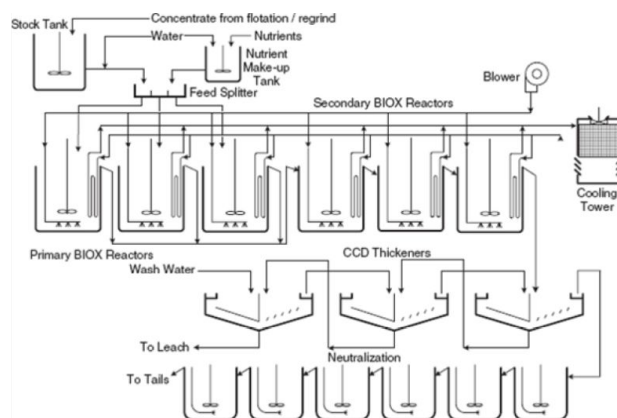 Stock Tank
Concentrate from flotation / regrind
Water
Nutrients
Nutrient
Make-up
Tank
Feed Splitter
Blower
Secondary BIOX Reactors
Cooling
Tower
Primary BIOX Reactors
CCD Thickeners
Wash Water
To Leach
Neutralization
To Tails